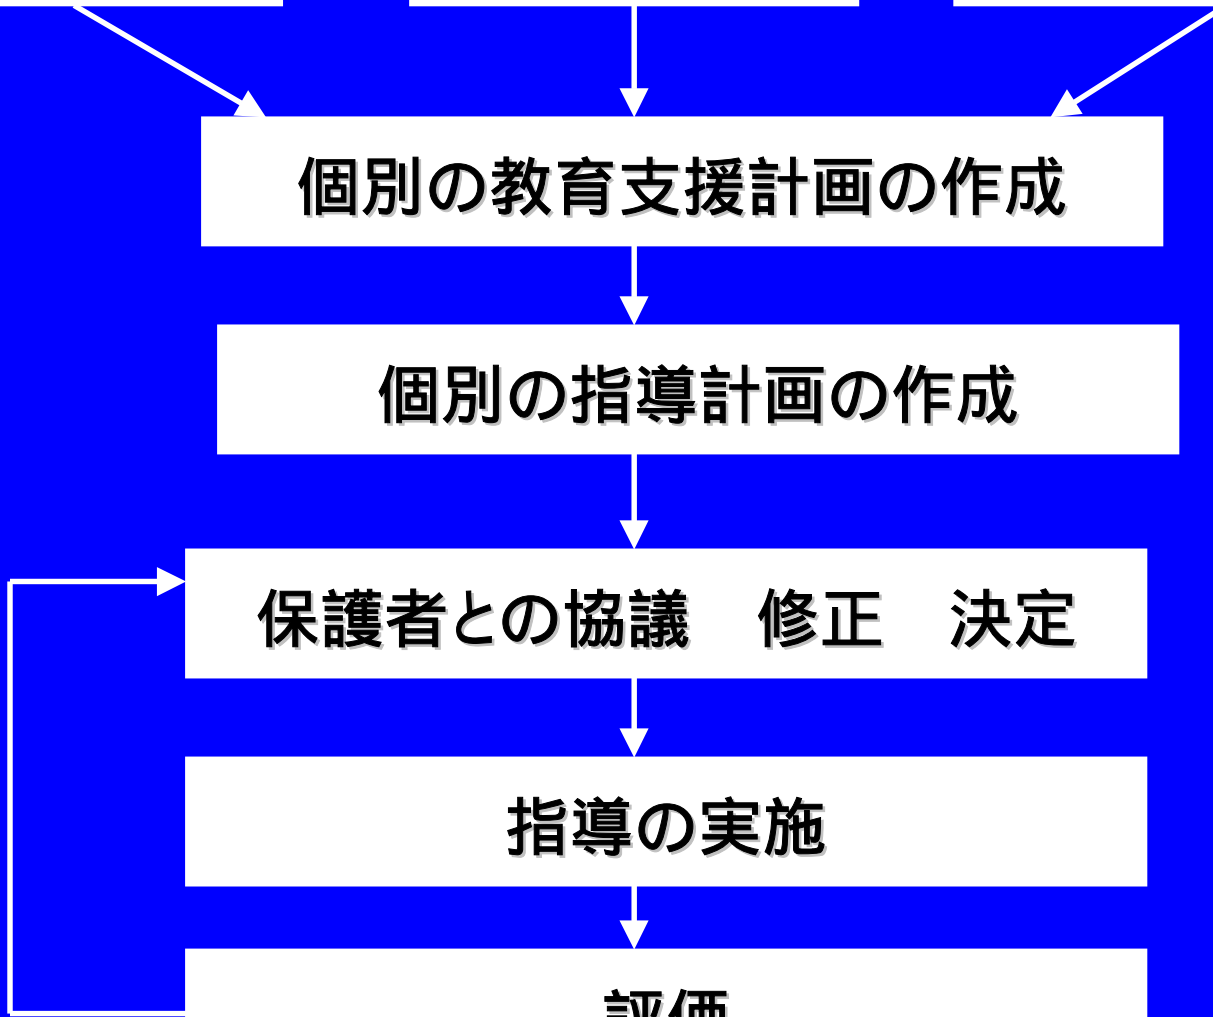 個別の教育支援計画の作成
個別の指導計画の作成
保護者との協議　修正　決定
指導の実施
評価